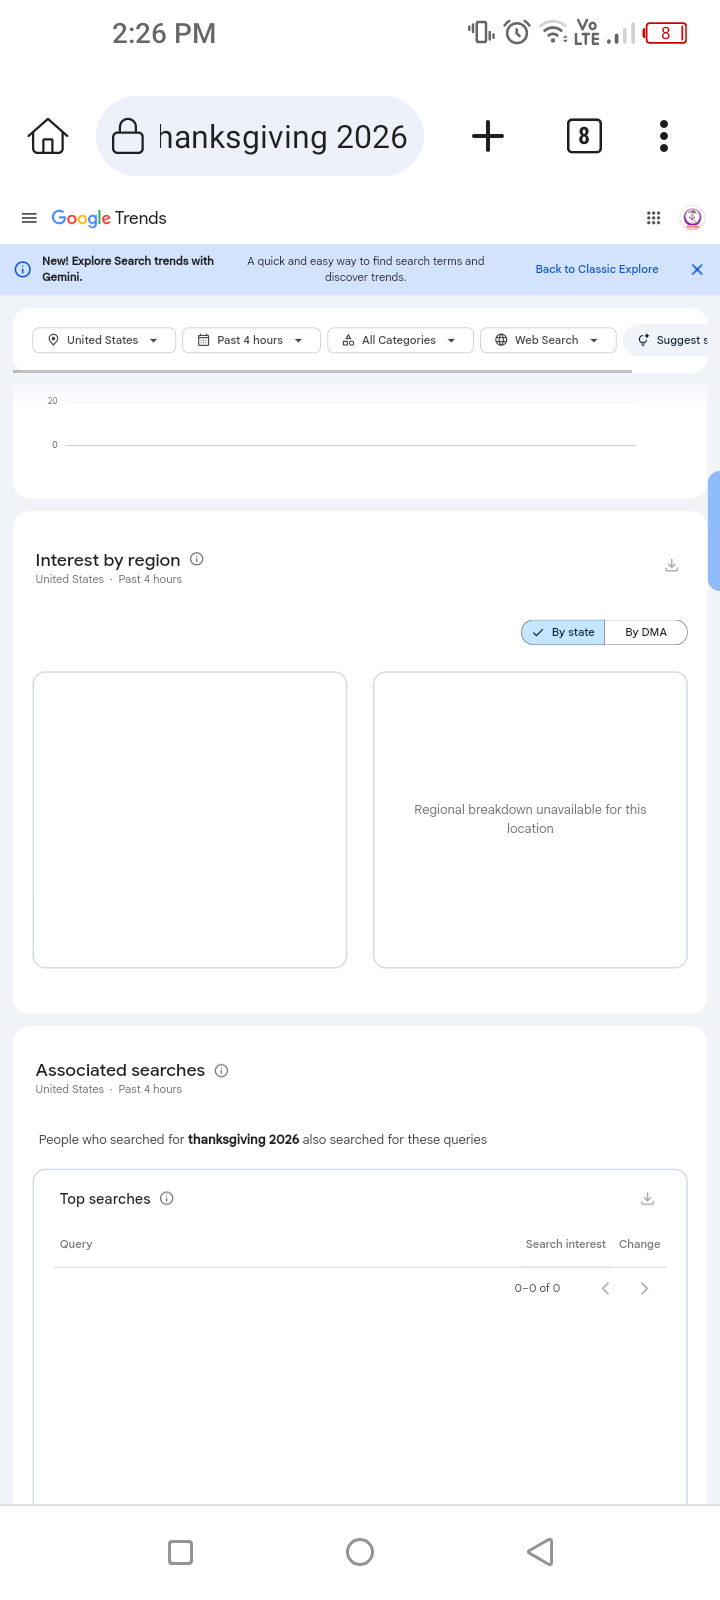 2:26 PM
Vo
LTE
8
hanksgiving 2026
8
Google Trends
New! Explore Search trends with
Gemini.
A quick and easy way to find search terms and
discover trends.
Back to Classic Explore
United States
Past 4 hours
All Categories
Web Search
Suggest s
20
0
Interest by region
United States · Past 4 hours
By state
By DMA
Regional breakdown unavailable for this
location
Associated searches
United States · Past 4 hours
People who searched for thanksgiving 2026 also searched for these queries
Top searches
Query
Search interest
Change
0–0 of 0